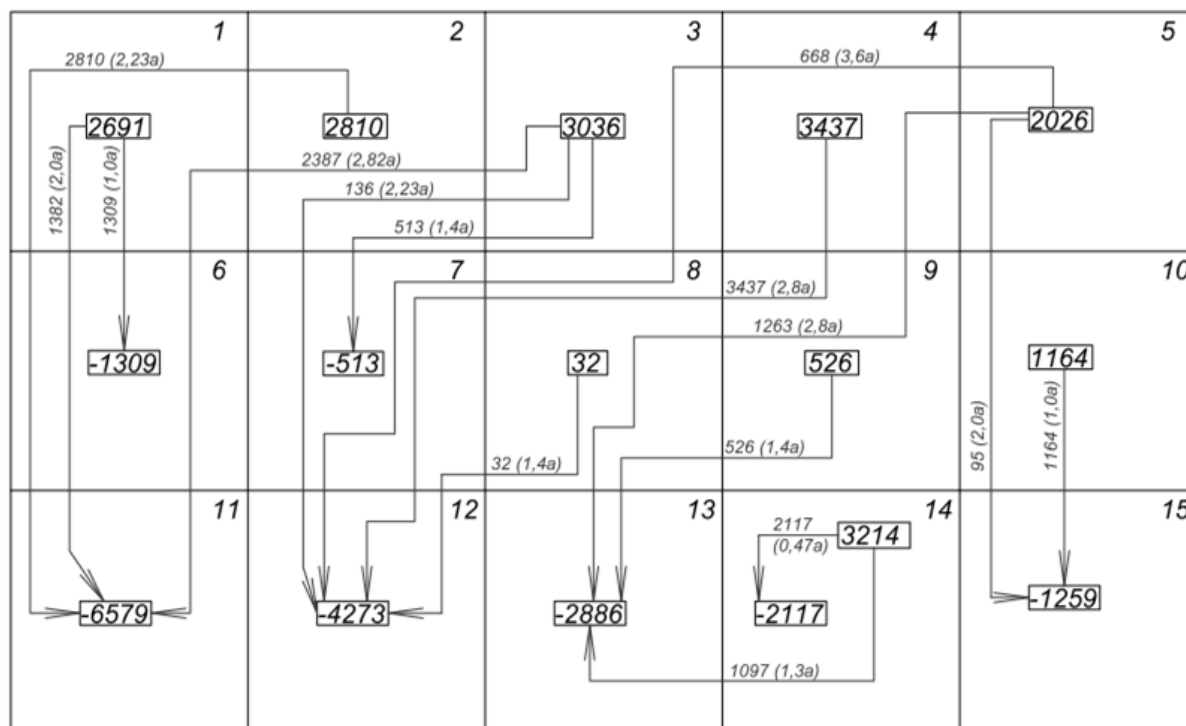 1
2
3
4
5
2810 (2,23a)
668 (3,6a)
2691
2810
3036
3437
2026
1382 (2,0a)
1309 (1,0a)
2387 (2,82a)
136 (2,23a)
513 (1,4a)
6
7
8
9
10
3437 (2,8a)
1263 (2,8a)
-1309
-513
32
526
1164
95 (2,0a)
1164 (1,0a)
32 (1,4a)
526 (1,4a)
11
12
13
14
15
2117
(0,47a)
3214
-6579
-4273
-2886
-2117
-1259
1097 (1,3a)